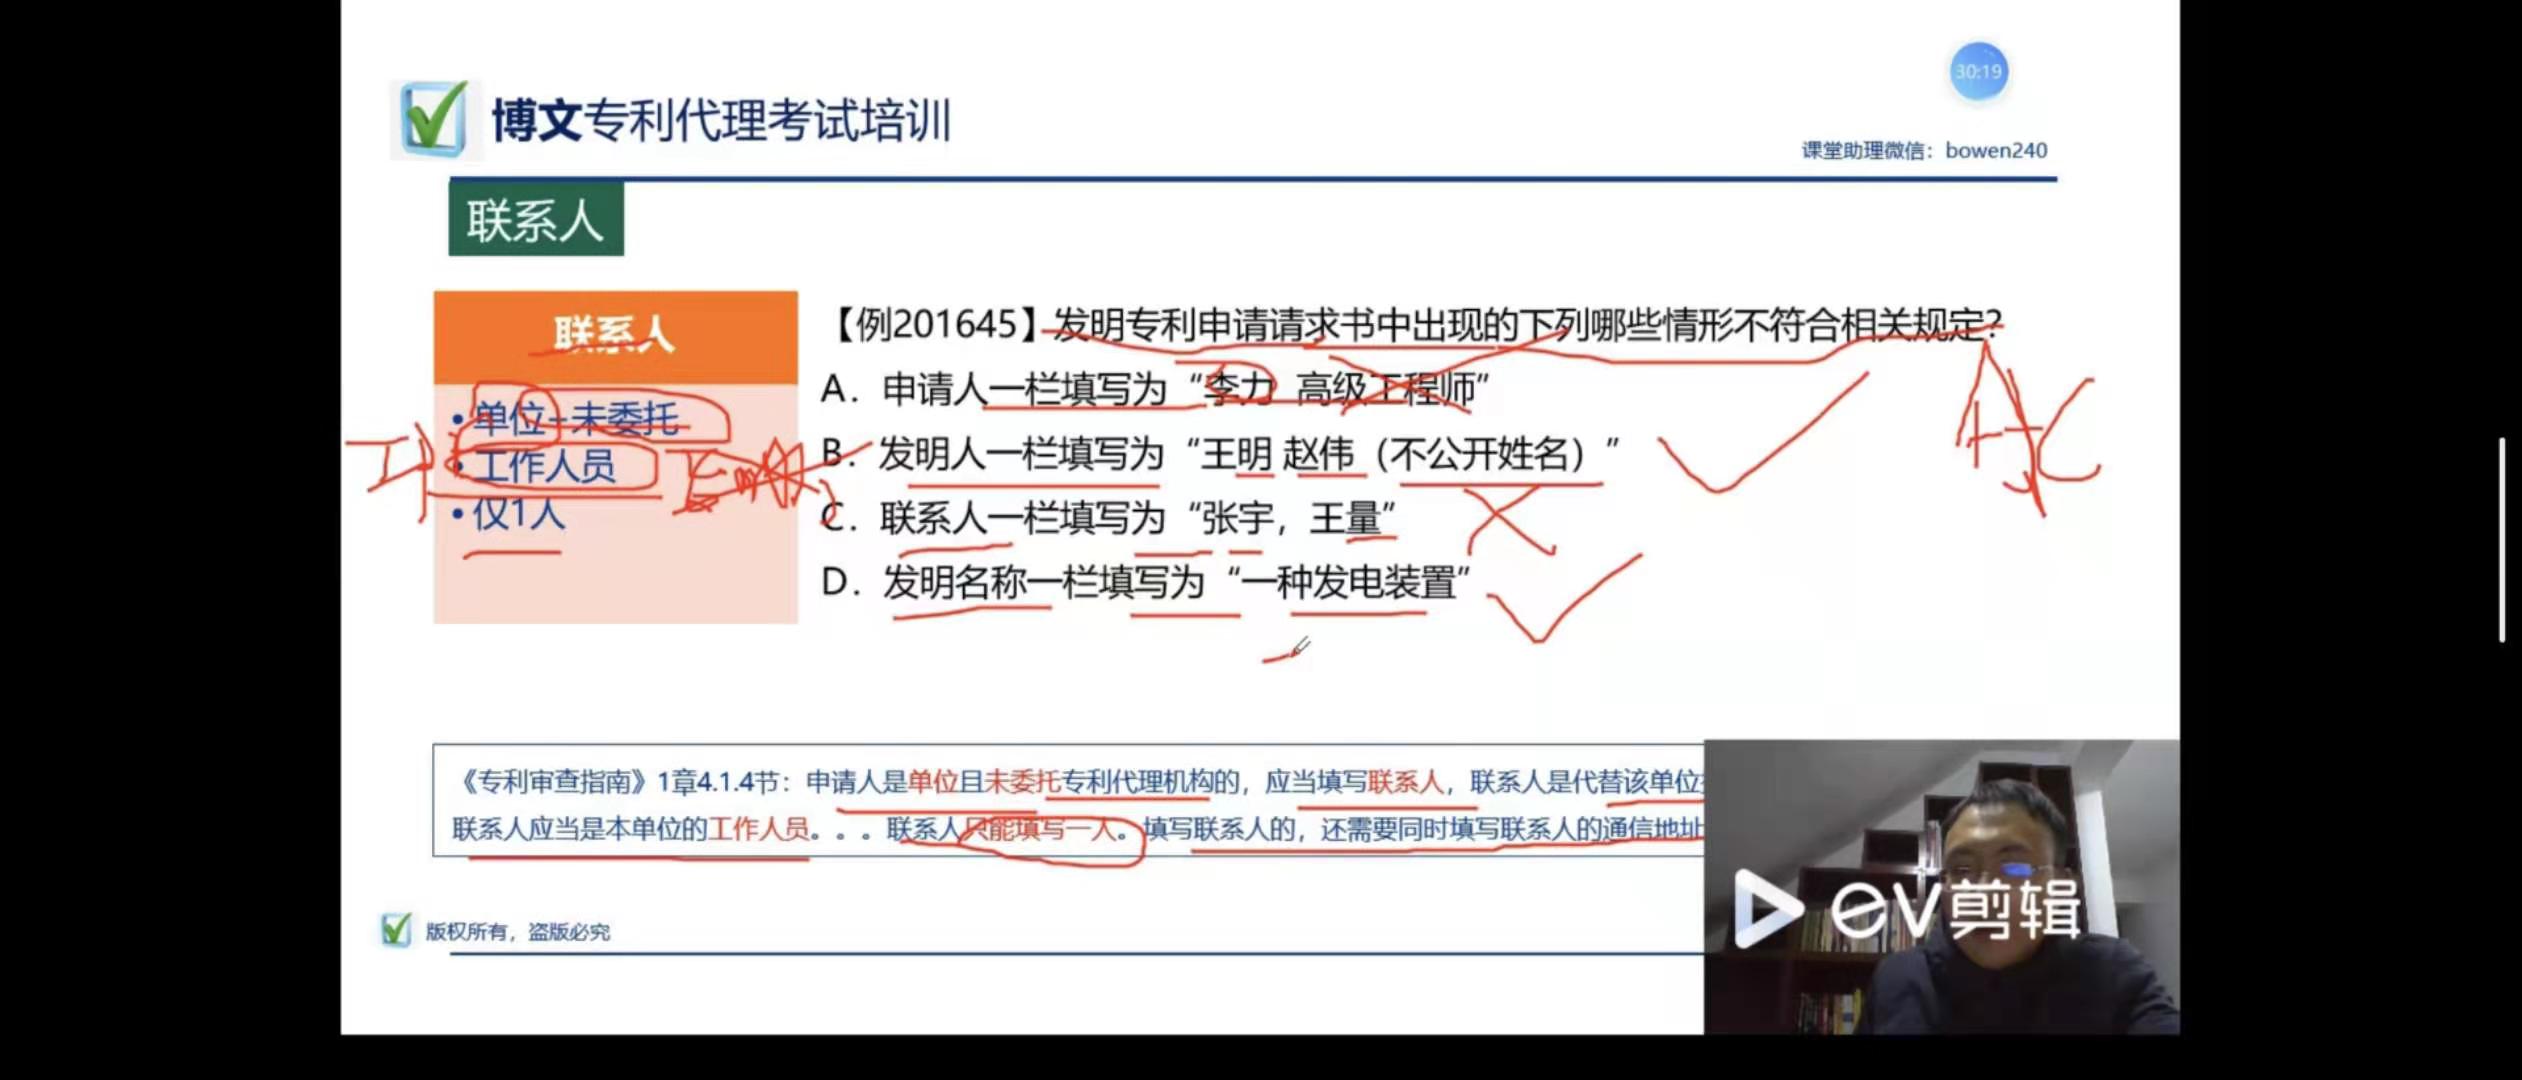 30:19
博文专利代理考试培训
课堂助理微信：bowen240
联系人
联系人
• 单位+未委托
• 工作人员
• 仅1人
【例201645】发明专利申请请求书中出现的下列哪些情形不符合相关规定？
A．申请人一栏填写为“李力 高级工程师”
B．发明人一栏填写为“王明 赵伟（不公开姓名）”
C．联系人一栏填写为“张宇，王量”
D．发明名称一栏填写为“一种发电装置”
AC
《专利审查指南》1章4.1.4节：申请人是单位且未委托专利代理机构的，应当填写联系人，联系人是代替该单位
联系人应当是本单位的工作人员。。。联系人只能填写一人。填写联系人的，还需要同时填写联系人的通信地址
EV剪辑
版权所有，盗版必究